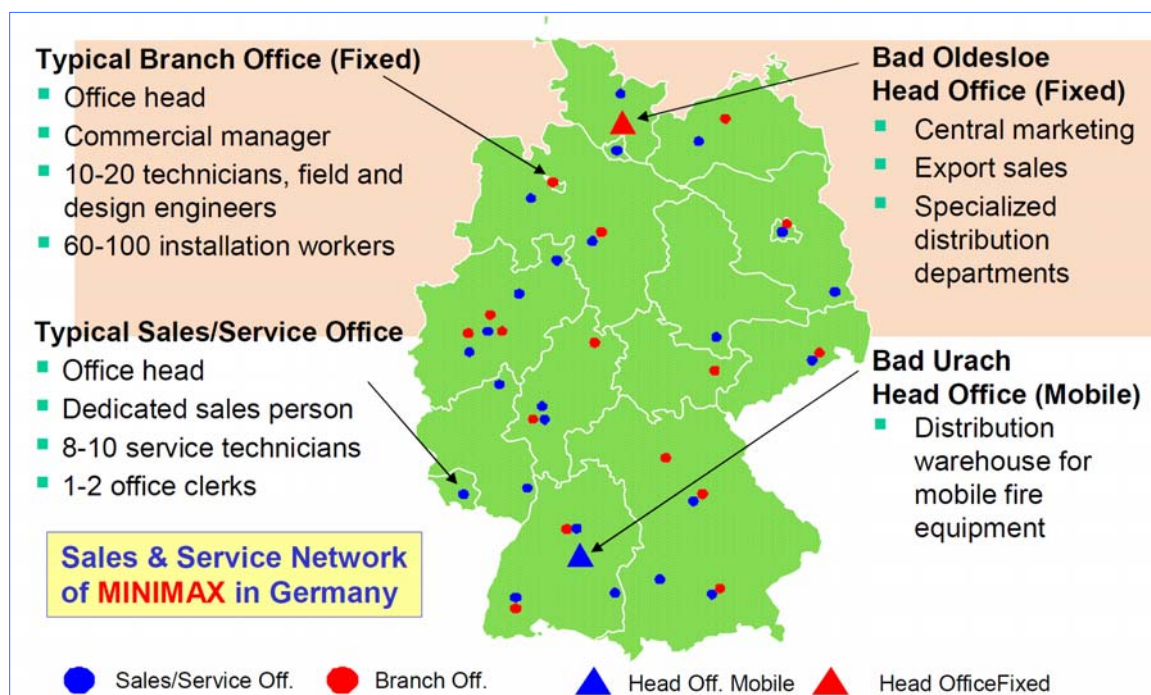 Typical Branch Office (Fixed)
Office head
Commercial manager
10-20 technicians, field and
design engineers
60-100 installation workers
Bad Oldesloe
Head Office (Fixed)
Central marketing
Export sales
Specialized
distribution
departments
Typical Sales/Service Office
Office head
Dedicated sales person
8-10 service technicians
1-2 office clerks
Bad Urach
Head Office (Mobile)
Distribution
warehouse for
mobile fire
equipment
Sales & Service Network
of MINIMAX in Germany
Sales/Service Off.
Branch Off.
Head Off. Mobile
Head OfficeFixed